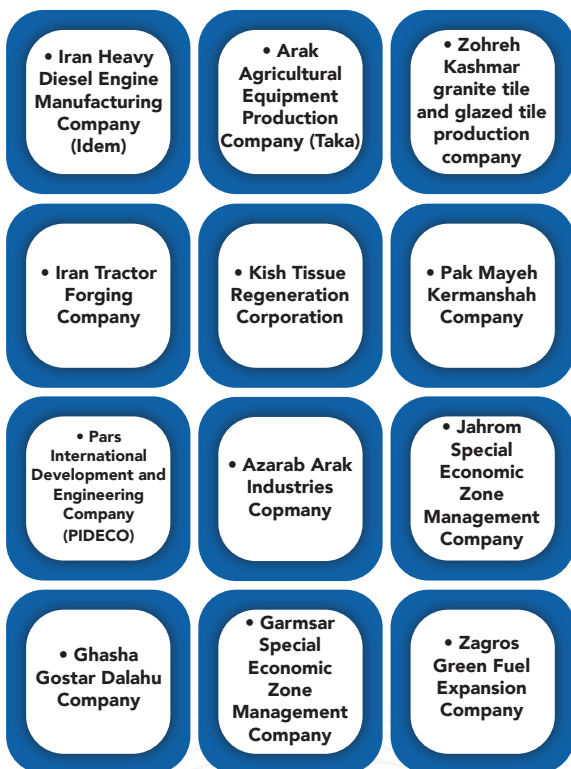 • Iran Heavy
Diesel Engine
Manufacturing
Company
(Idem)
• Arak
Agricultural
Equipment
Production
Company (Taka)
• Zohreh
Kashmar
granite tile
and glazed tile
production
company
• Iran Tractor
Forging
Company
• Kish Tissue
Regeneration
Corporation
• Pak Mayeh
Kermanshah
Company
• Pars
International
Development and
Engineering
Company
(PIDECO)
• Azarab Arak
Industries
Copmany
• Jahrom
Special
Economic
Zone
Management
Company
• Ghasha
Gostar Dalahu
Company
• Garmsar
Special
Economic
Zone
Management
Company
• Zagros
Green Fuel
Expansion
Company